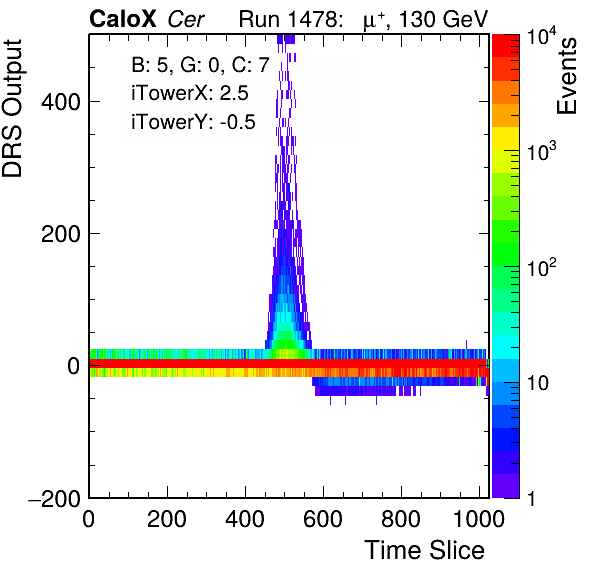 CaloX Cer Run 1478: μ⁺, 130 GeV
B: 5, G: 0, C: 7
iTowerX: 2.5
iTowerY: -0.5
DRS Output
400
200
0
−200
0 200 400 600 800 1000
Time Slice
10⁴
10³
10²
10
1
Events